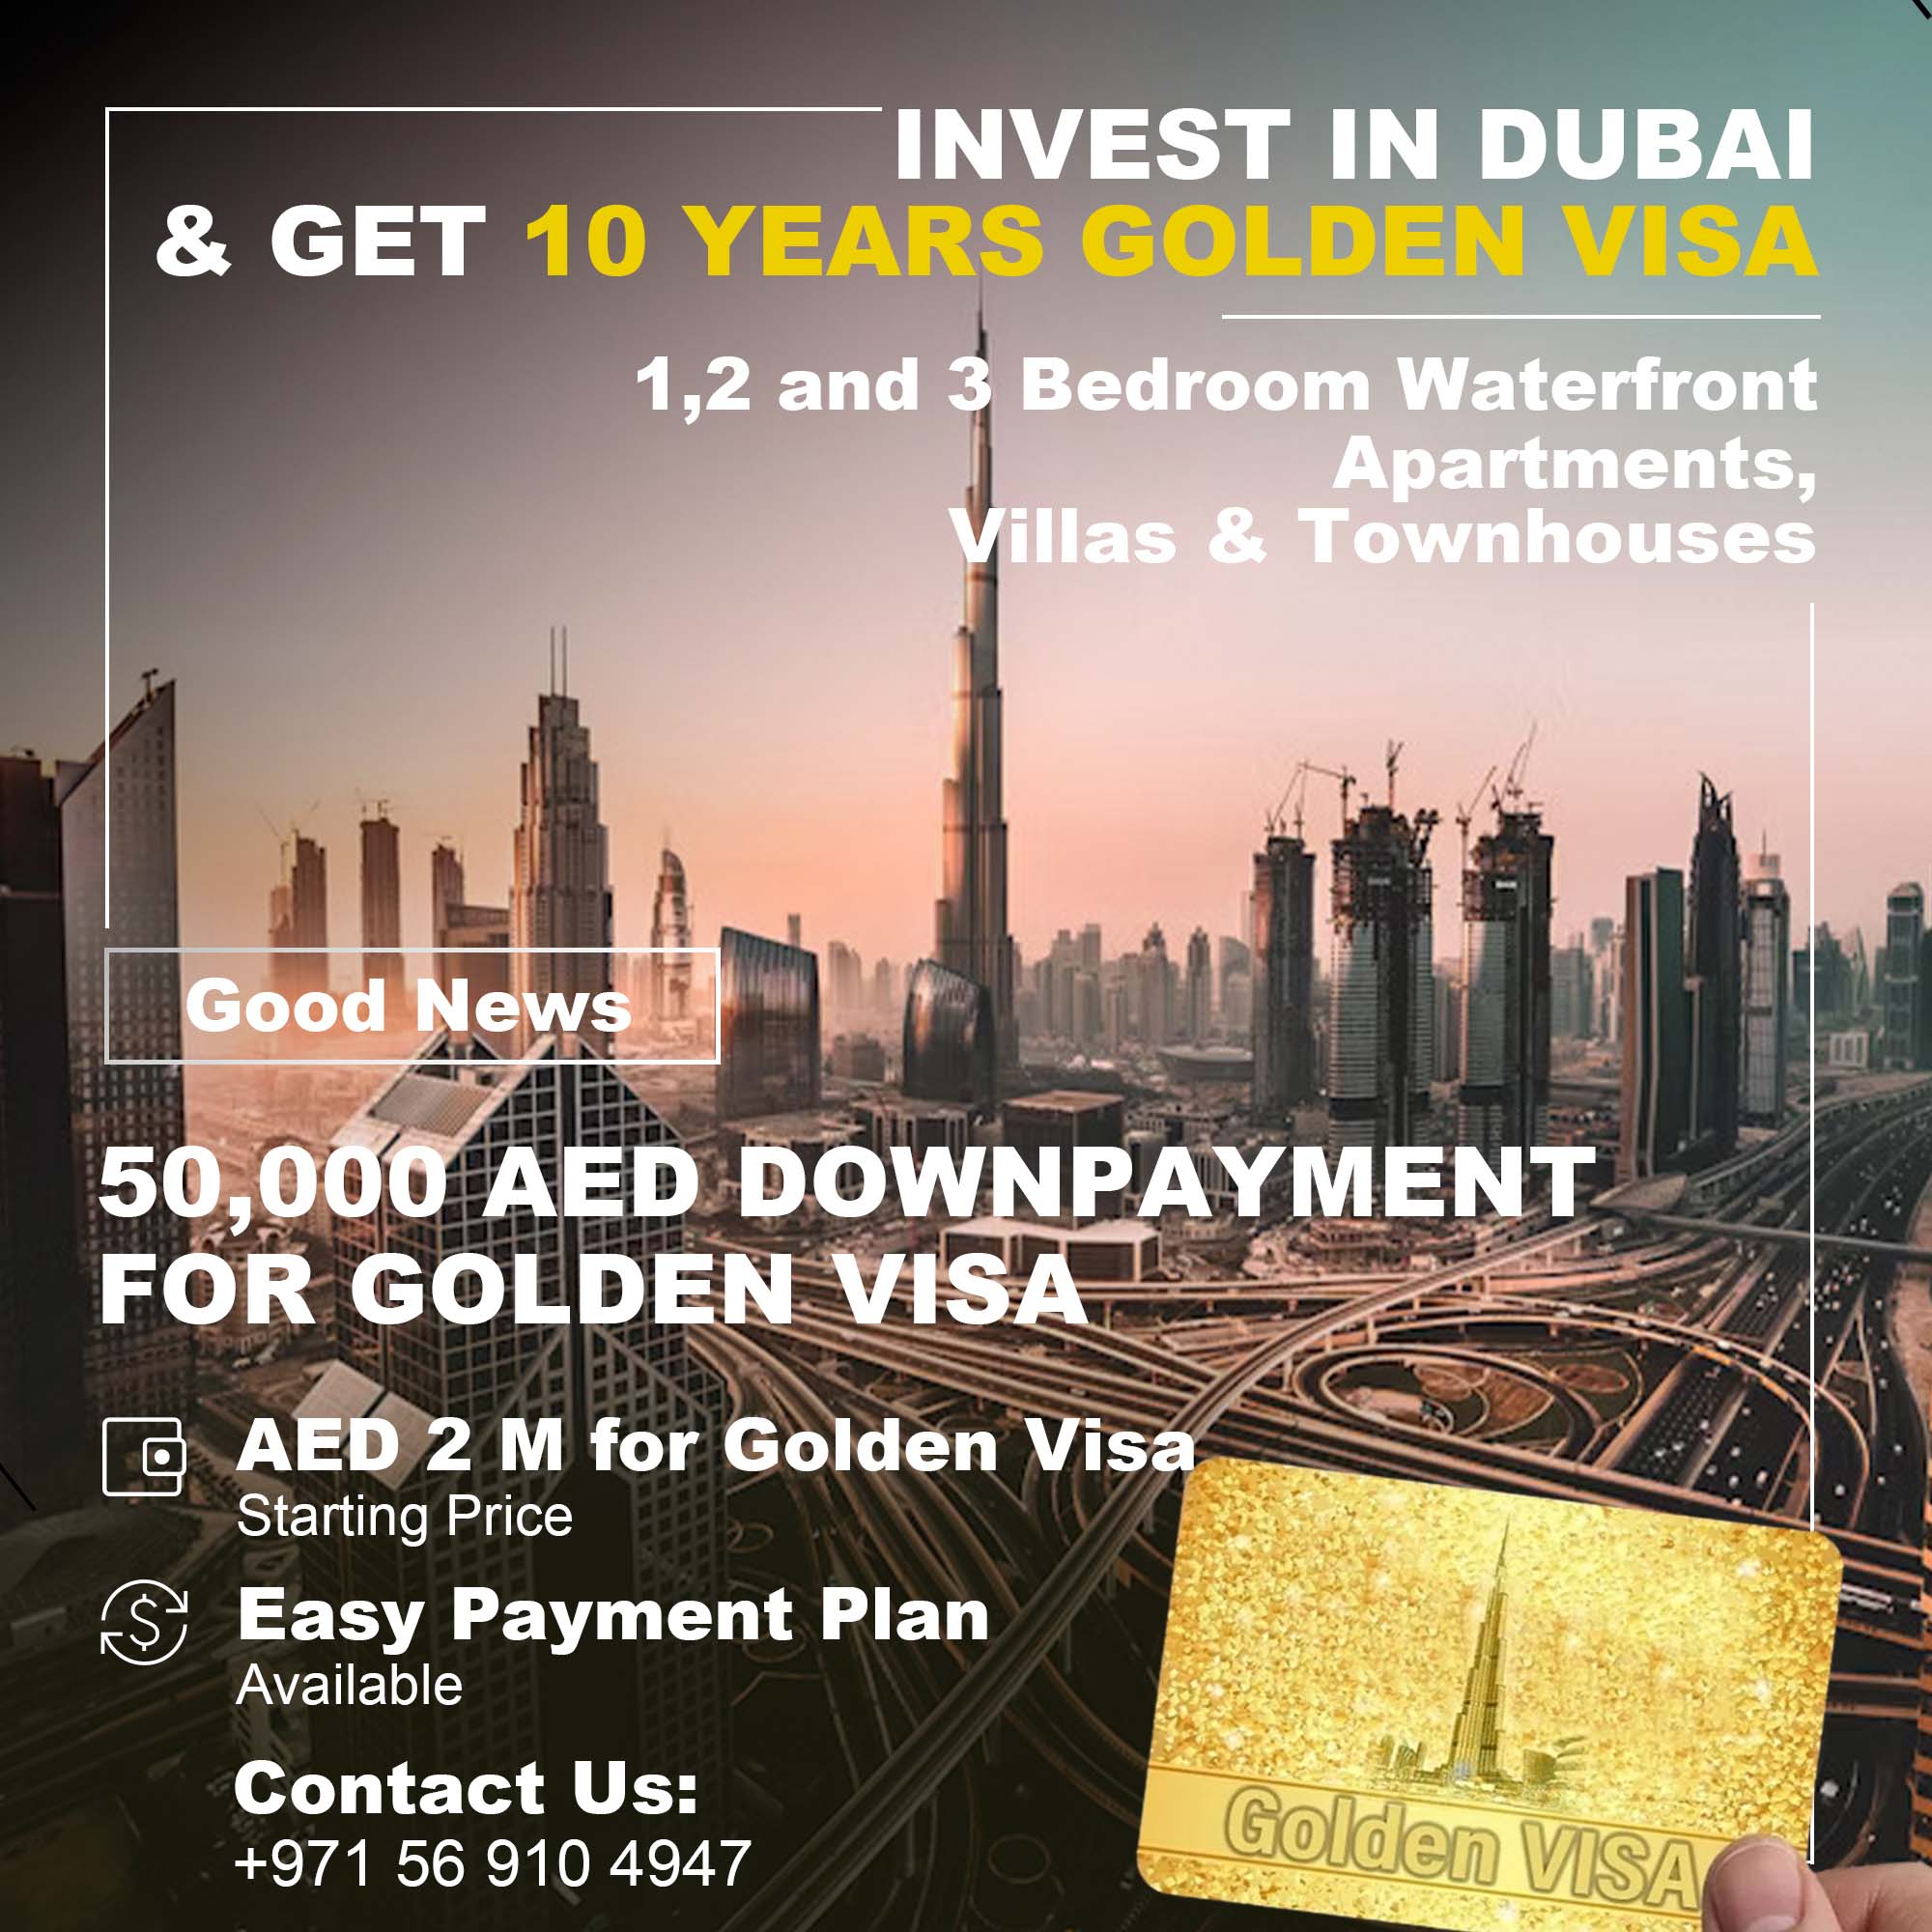 INVEST IN DUBAI
& GET 10 YEARS GOLDEN VISA
1,2 and 3 Bedroom Waterfront
Apartments,
Villas & Townhouses
Good News
50,000 AED DOWNPAYMENT
FOR GOLDEN VISA
AED 2 M for Golden Visa
Starting Price
$
Easy Payment Plan
Available
Contact Us:
+971 56 910 4947
Golden VISA